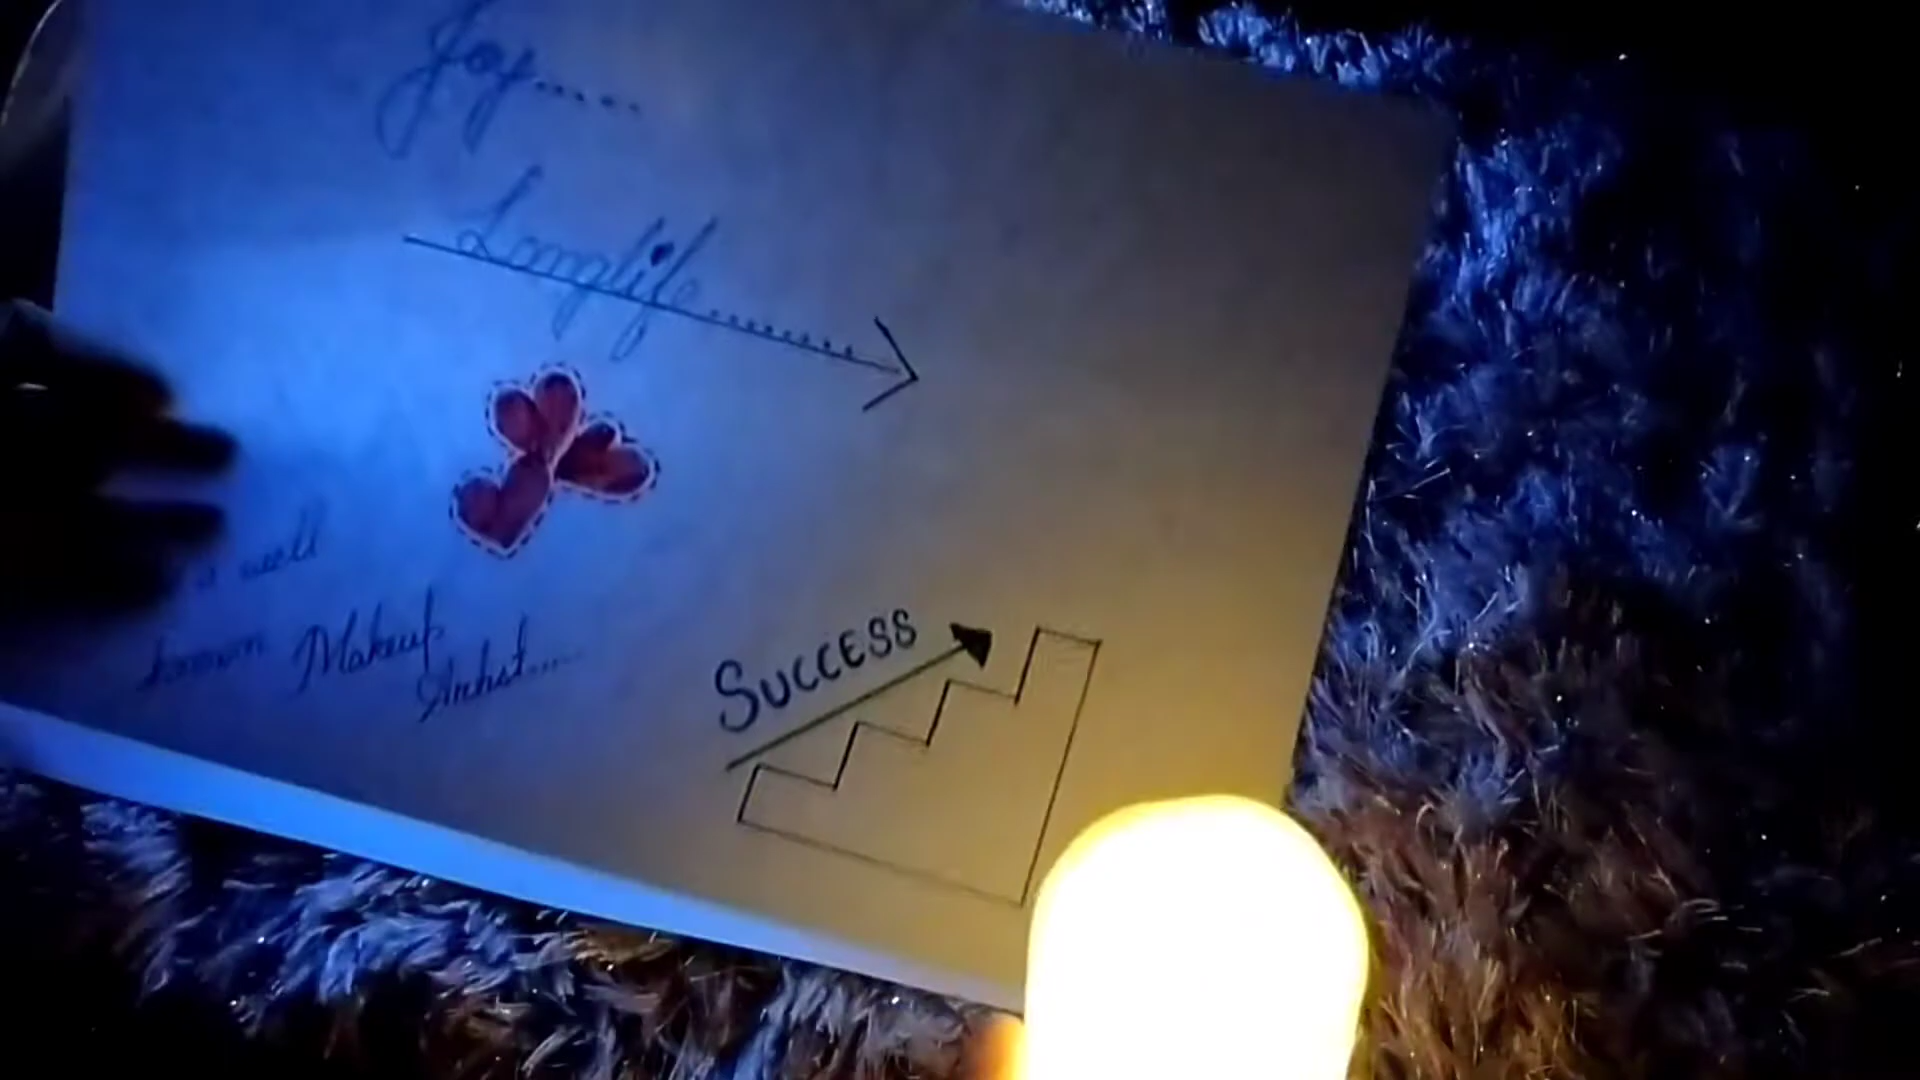 Joy.....
Longlife.........
a well
known Makeup
Artist.....
SUCCESS